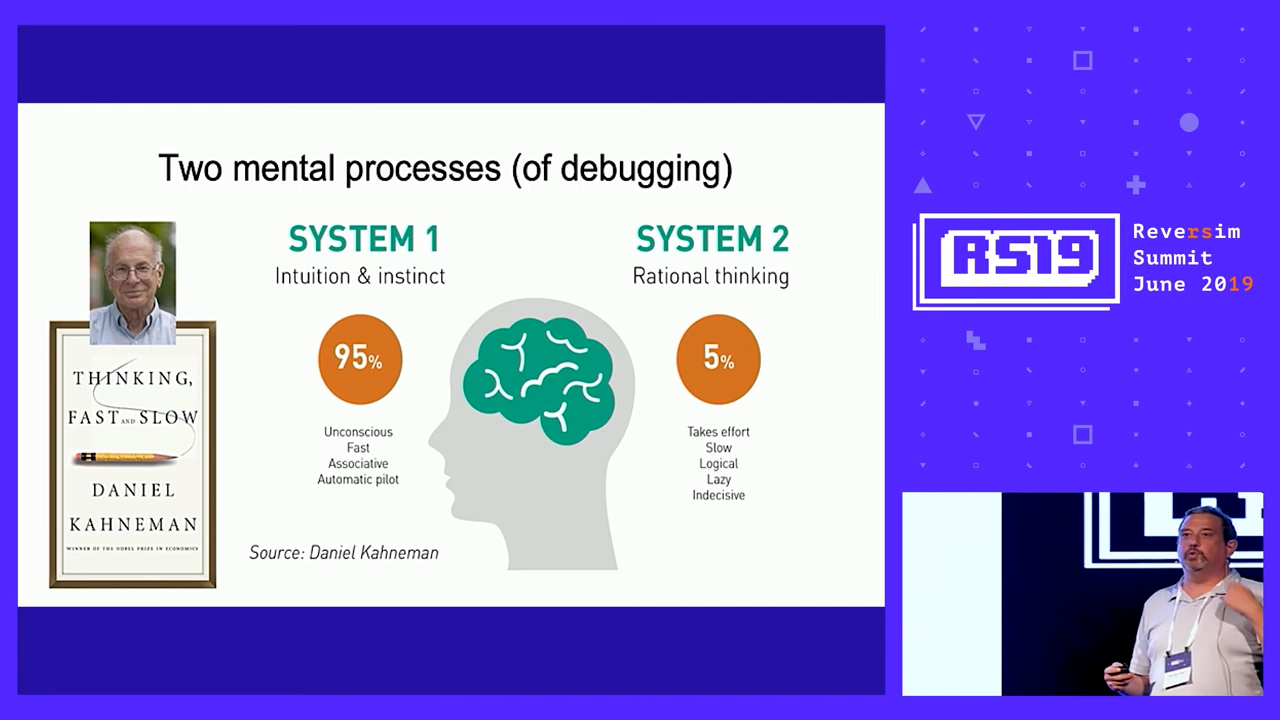 Two mental processes (of debugging)
THINKING,
FAST AND SLOW
DANIEL
KAHNEMAN
WINNER OF THE NOBEL PRIZE IN ECONOMICS
SYSTEM 1
Intuition & instinct
95%
Unconscious
Fast
Associative
Automatic pilot
SYSTEM 2
Rational thinking
5%
Takes effort
Slow
Logical
Lazy
Indecisive
Source: Daniel Kahneman
RS19
Reversim
Summit
June 2019